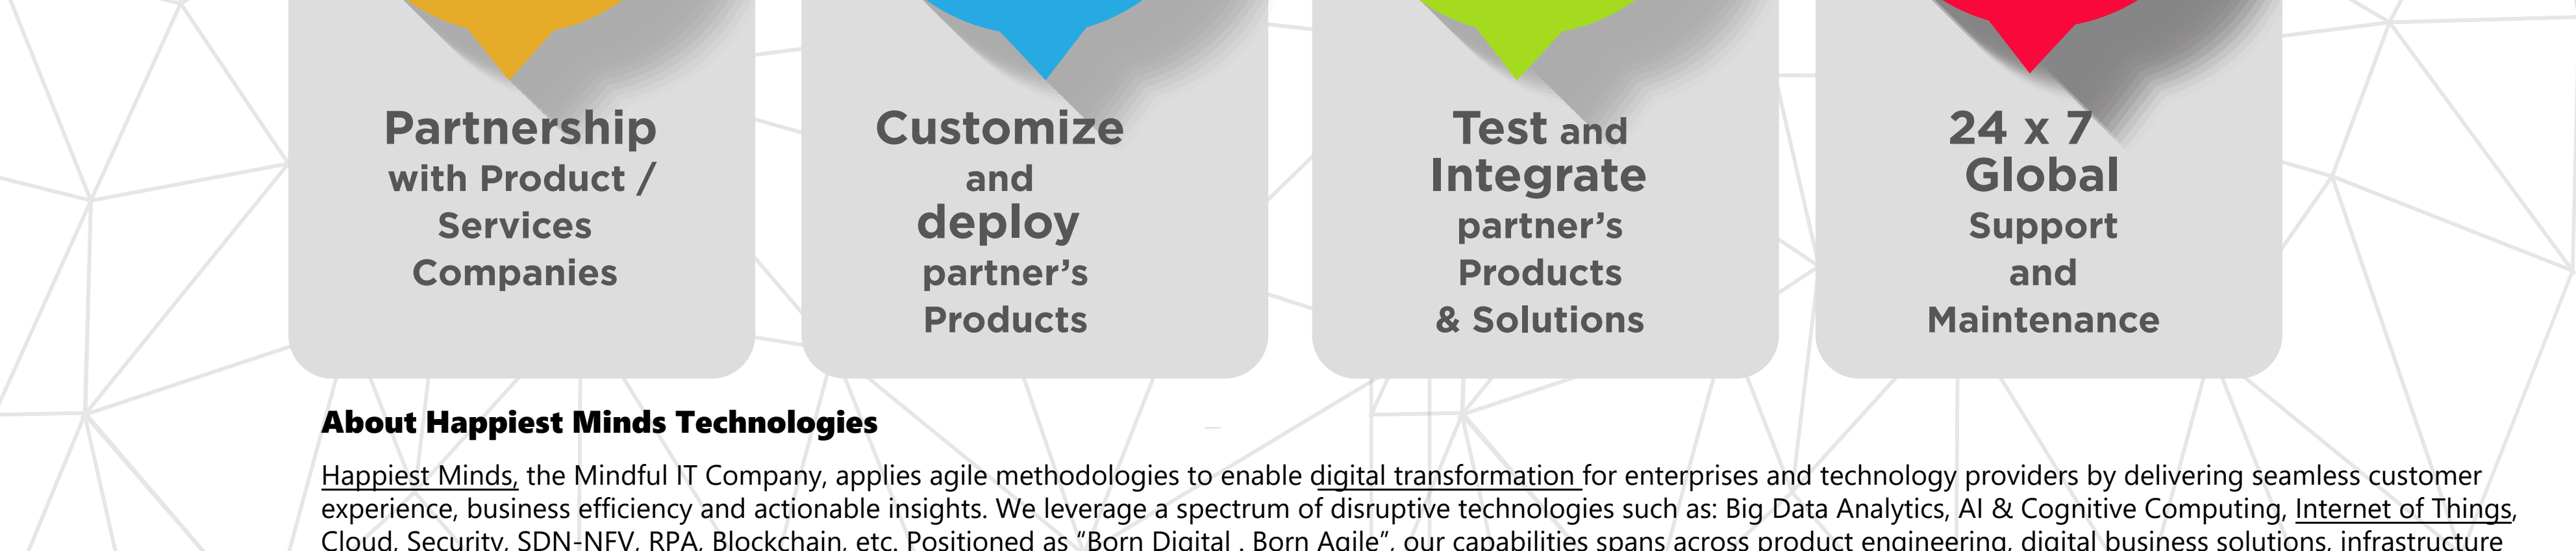 Partnership
with Product /
Services
Companies
Customize
and
deploy
partner's
Products
Test and
Integrate
partner's
Products
& Solutions
24 x 7
Global
Support
and
Maintenance
About Happiest Minds Technologies
Happiest Minds, the Mindful IT Company, applies agile methodologies to enable digital transformation for enterprises and technology providers by delivering seamless customer
experience, business efficiency and actionable insights. We leverage a spectrum of disruptive technologies such as: Big Data Analytics, AI & Cognitive Computing, Internet of Things,
Cloud, Security, SDN-NFV, RPA, Blockchain, etc. Positioned as “Born Digital . Born Agile”, our capabilities spans across product engineering, digital business solutions, infrastructure